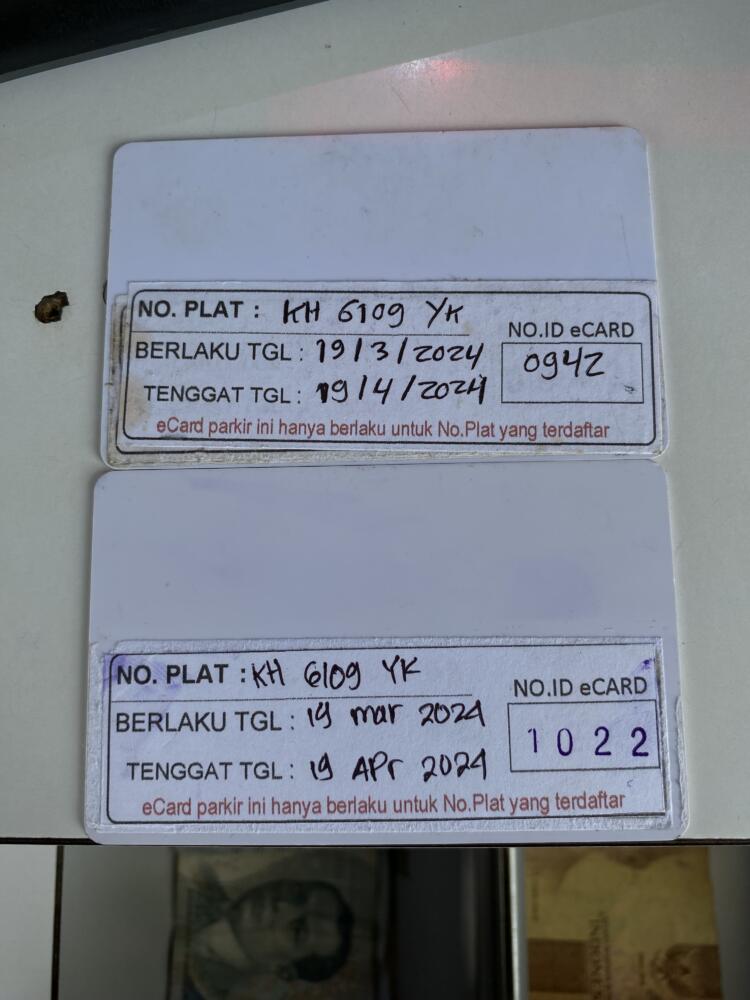 NO. PLAT : KH 6109 YK
NO.ID eCARD
BERLAKU TGL : 19/3/2024
0942
TENGGAT TGL : 19/4/2024
eCard parkir ini hanya berlaku untuk No.Plat yang terdaftar
NO. PLAT : KH 6109 YK
NO.ID eCARD
BERLAKU TGL : 19 mar 2024
1022
TENGGAT TGL : 19 APr 2024
eCard parkir ini hanya berlaku untuk No.Plat yang terdaftar